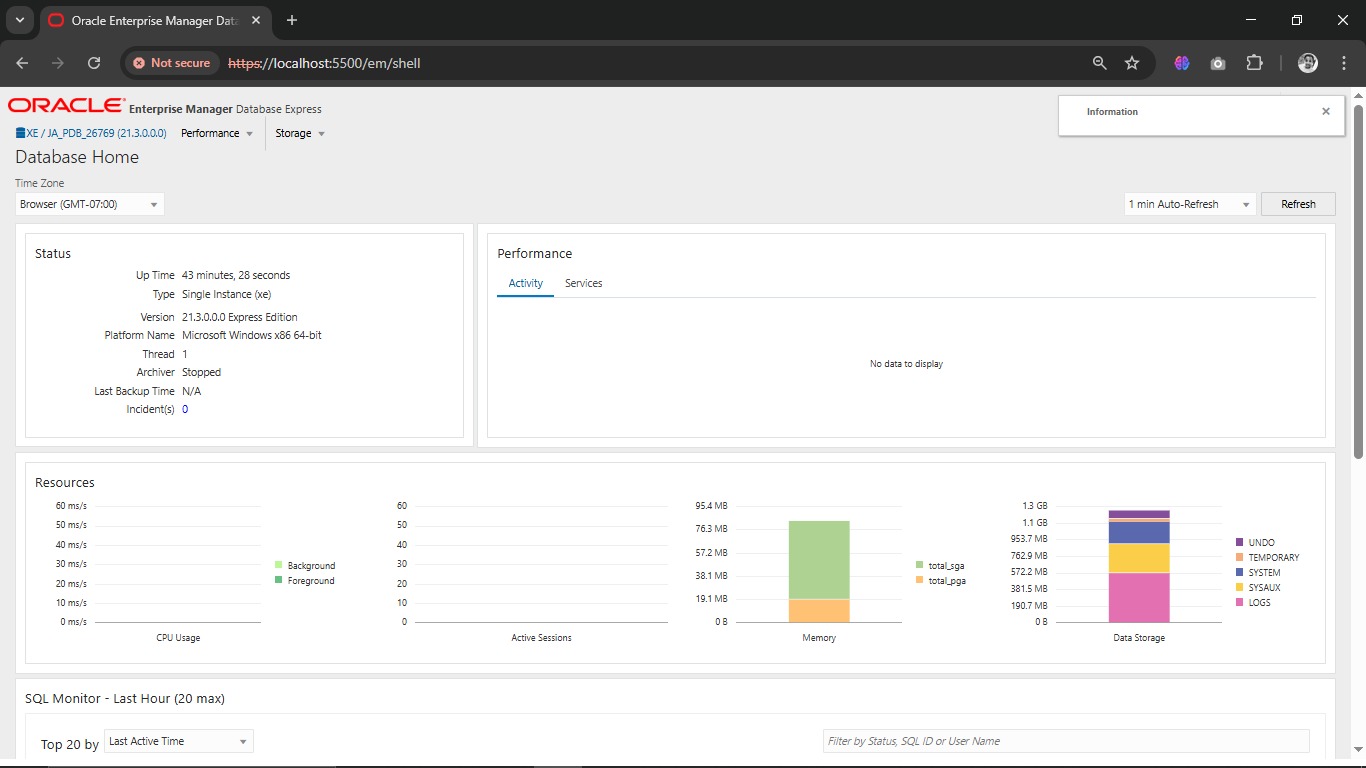 Oracle Enterprise Manager Data
Not secure
https://localhost:5500/em/shell
ORACLE Enterprise Manager Database Express
Information
XE / JA_PDB_26769 (21.3.0.0.0)
Performance
Storage
Database Home
Time Zone
Browser (GMT-07:00)
1 min Auto-Refresh
Refresh
Status
Up Time 43 minutes, 28 seconds
Type Single Instance (xe)
Version 21.3.0.0.0 Express Edition
Platform Name Microsoft Windows x86 64-bit
Thread 1
Archiver Stopped
Last Backup Time N/A
Incident(s) 0
Performance
Activity Services
No data to display
Resources
60 ms/s
50 ms/s
40 ms/s
30 ms/s
20 ms/s
10 ms/s
0 ms/s
CPU Usage
Background
Foreground
60
50
40
30
20
10
0
Active Sessions
95.4 MB
76.3 MB
57.2 MB
38.1 MB
19.1 MB
0 B
Memory
total_sga
total_pga
1.3 GB
1.1 GB
953.7 MB
762.9 MB
572.2 MB
381.5 MB
190.7 MB
0 B
Data Storage
UNDO
TEMPORARY
SYSTEM
SYSAUX
LOGS
SQL Monitor - Last Hour (20 max)
Top 20 by Last Active Time
Filter by Status, SQL ID or User Name